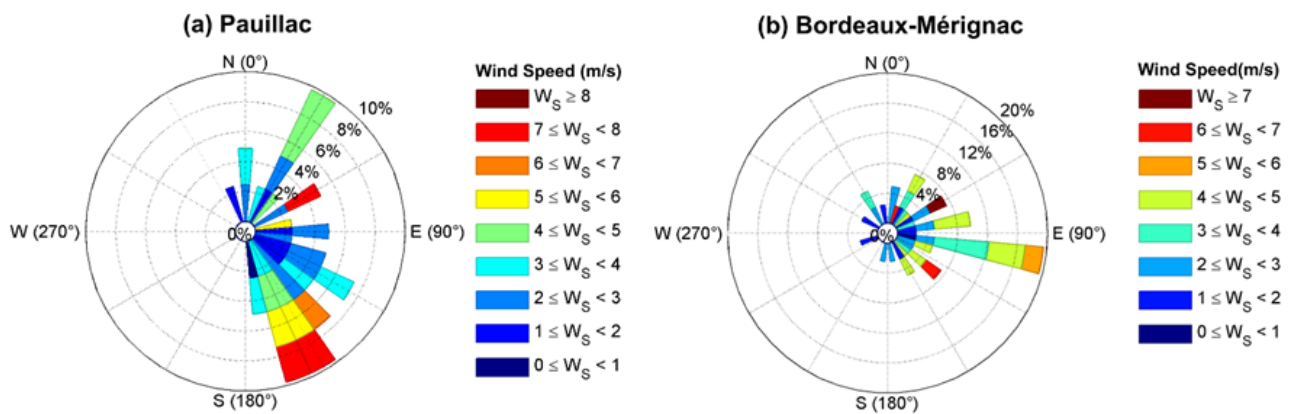 (a) Pauillac
N (0°)
10%
8%
6%
4%
2%
0%
W (270°)
E (90°)
S (180°)
Wind Speed (m/s)
W_S ≥ 8
7 ≤ W_S < 8
6 ≤ W_S < 7
5 ≤ W_S < 6
4 ≤ W_S < 5
3 ≤ W_S < 4
2 ≤ W_S < 3
1 ≤ W_S < 2
0 ≤ W_S < 1
(b) Bordeaux-Mérignac
N (0°)
20%
16%
12%
8%
4%
0%
W (270°)
E (90°)
S (180°)
Wind Speed(m/s)
W_S ≥ 7
6 ≤ W_S < 7
5 ≤ W_S < 6
4 ≤ W_S < 5
3 ≤ W_S < 4
2 ≤ W_S < 3
1 ≤ W_S < 2
0 ≤ W_S < 1